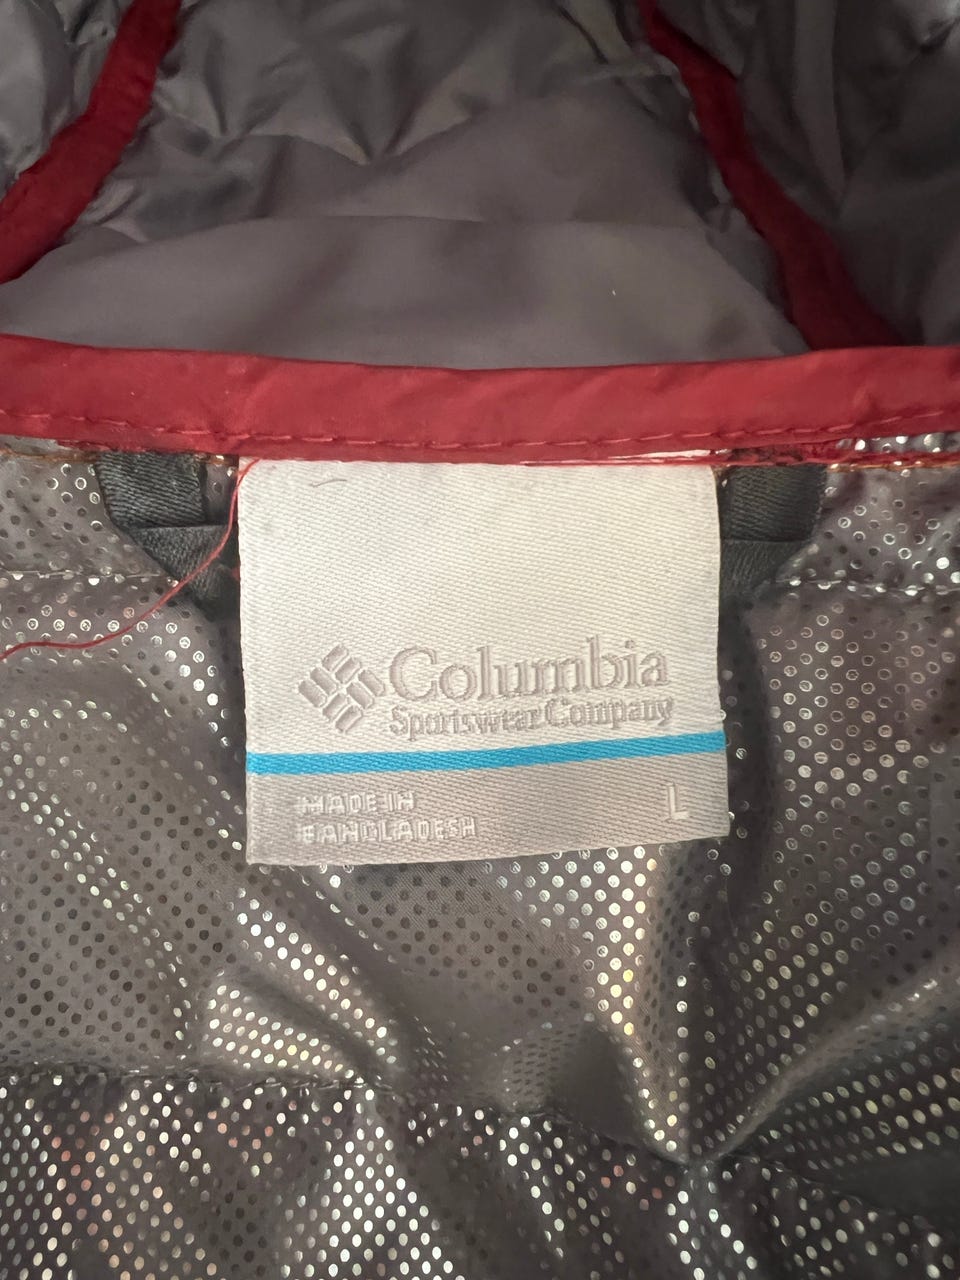 Columbia
Sportswear Company
MADE IN
BANGLADESH
L